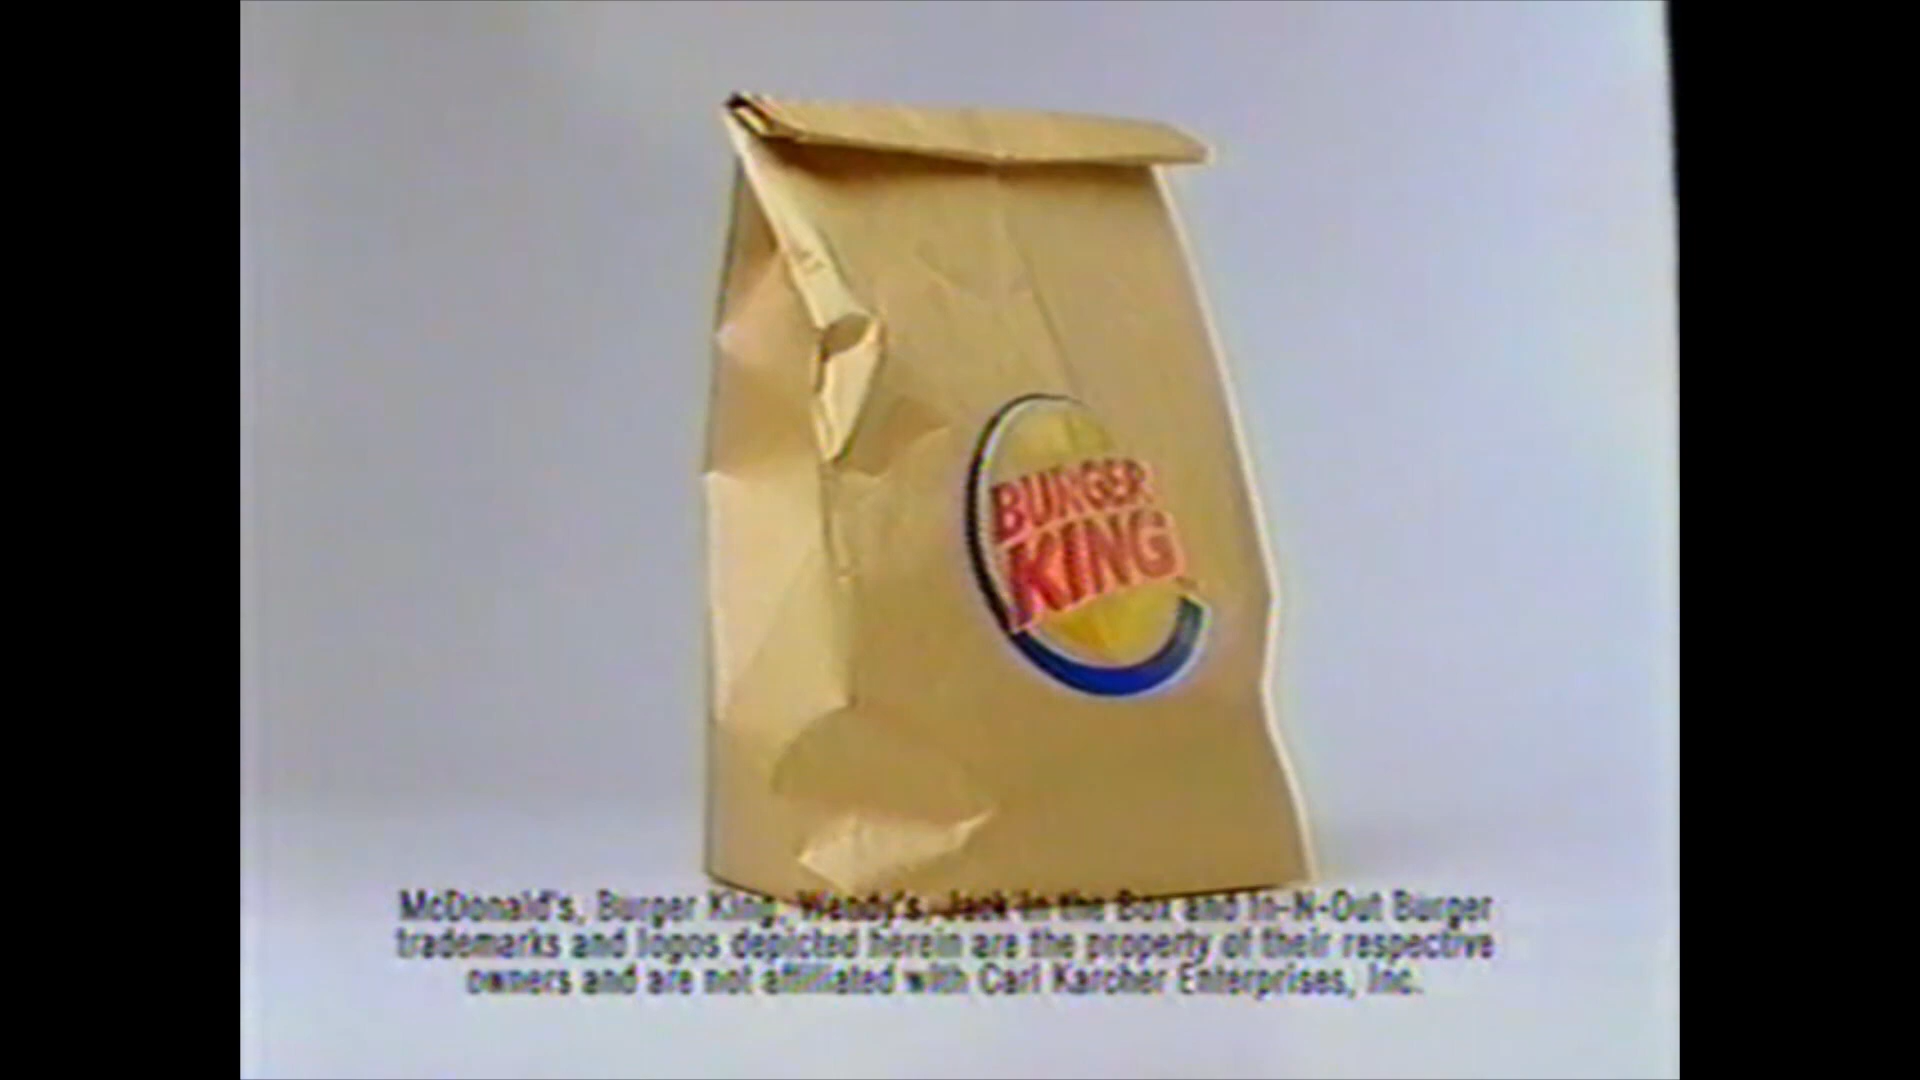 BURGER
KING
McDonald's, Burger King, Wendy's, Jack in the Box and In-N-Out Burger
trademarks and logos depicted herein are the property of their respective
owners and are not affiliated with Carl Karcher Enterprises, Inc.